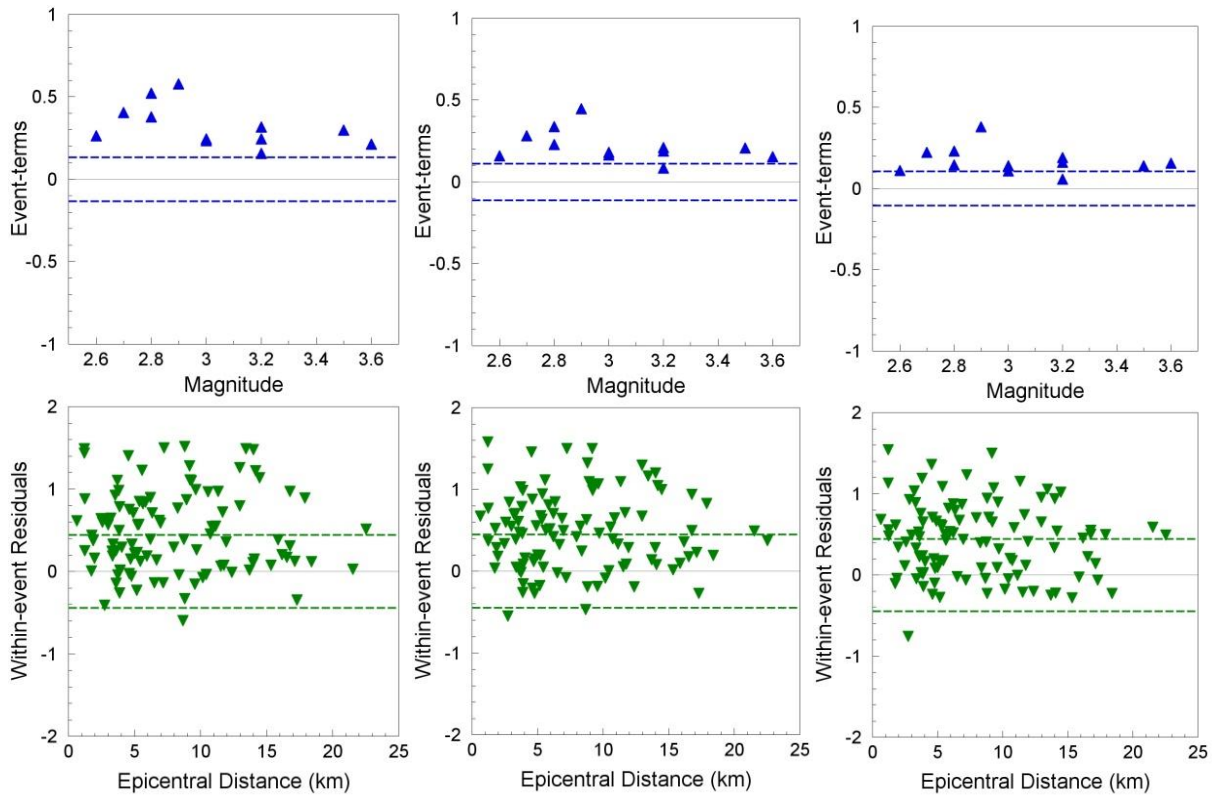 Event-terms
1
0.5
0
-0.5
-1
2.6 2.8 3 3.2 3.4 3.6
Magnitude
Event-terms
1
0.5
0
-0.5
-1
2.6 2.8 3 3.2 3.4 3.6
Magnitude
Event-terms
1
0.5
0
-0.5
-1
2.6 2.8 3 3.2 3.4 3.6
Magnitude
Within-event Residuals
2
1
0
-1
-2
0 5 10 15 20 25
Epicentral Distance (km)
Within-event Residuals
2
1
0
-1
-2
0 5 10 15 20 25
Epicentral Distance (km)
Within-event Residuals
2
1
0
-1
-2
0 5 10 15 20 25
Epicentral Distance (km)